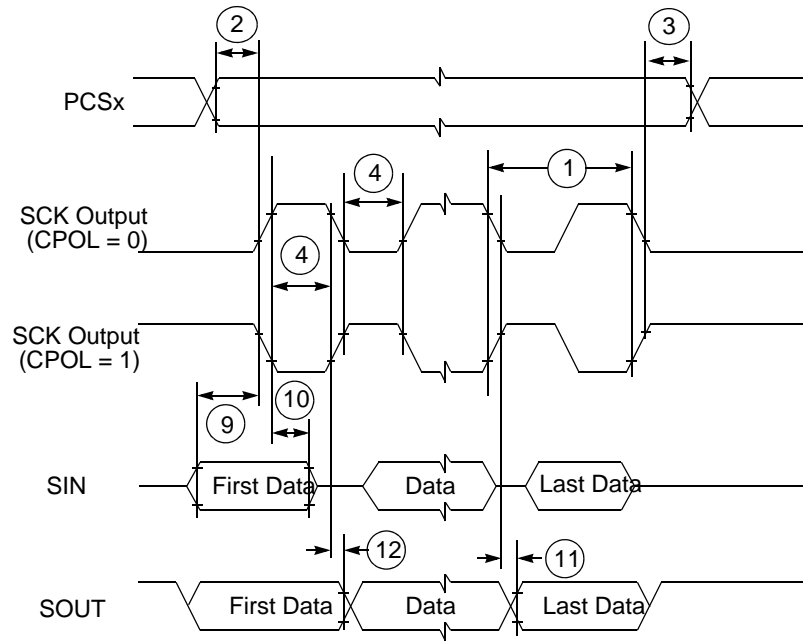 2
3
PCSx
4
1
SCK Output
(CPOL = 0)
4
SCK Output
(CPOL = 1)
9
10
SIN
First Data
Data
Last Data
12
11
SOUT
First Data
Data
Last Data